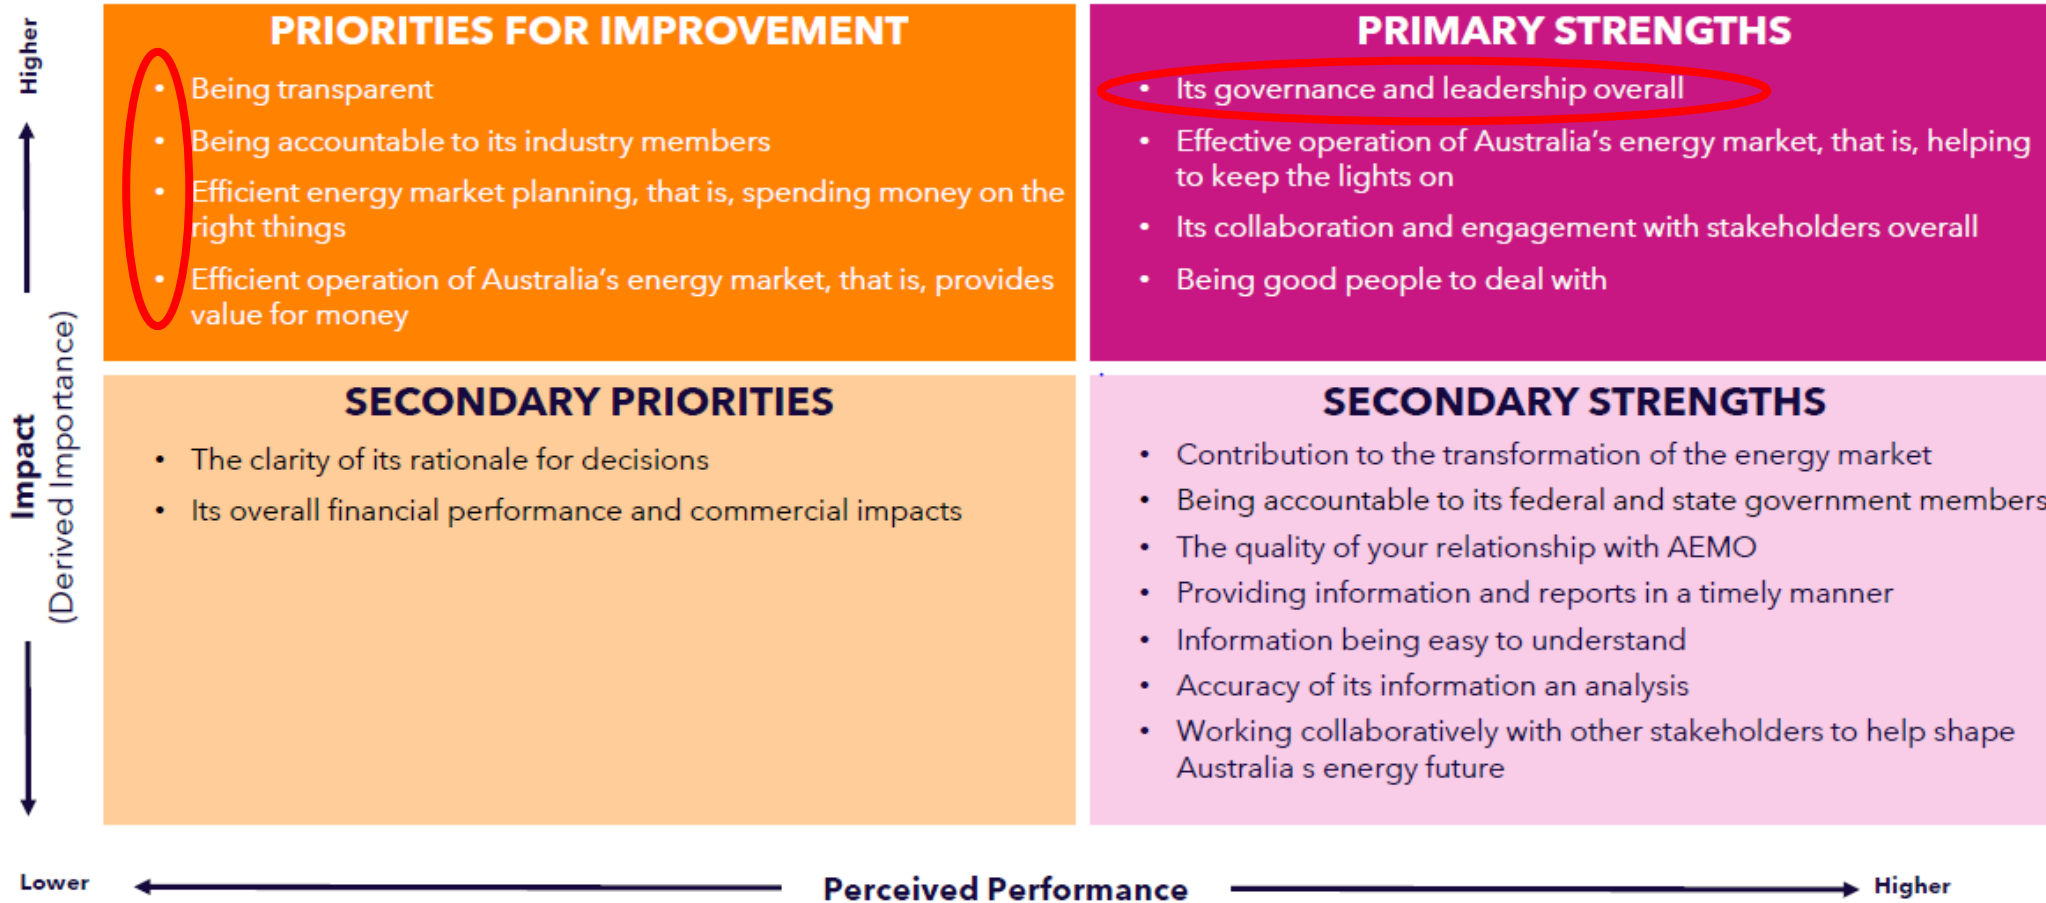 Higher
Impact
(Derived Importance)
PRIORITIES FOR IMPROVEMENT
• Being transparent
• Being accountable to its industry members
• Efficient energy market planning, that is, spending money on the
right things
• Efficient operation of Australia’s energy market, that is, provides
value for money
PRIMARY STRENGTHS
• Its governance and leadership overall
• Effective operation of Australia’s energy market, that is, helping
to keep the lights on
• Its collaboration and engagement with stakeholders overall
• Being good people to deal with
SECONDARY PRIORITIES
• The clarity of its rationale for decisions
• Its overall financial performance and commercial impacts
SECONDARY STRENGTHS
• Contribution to the transformation of the energy market
• Being accountable to its federal and state government members
• The quality of your relationship with AEMO
• Providing information and reports in a timely manner
• Information being easy to understand
• Accuracy of its information an analysis
• Working collaboratively with other stakeholders to help shape
Australia s energy future
Lower
Perceived Performance
Higher